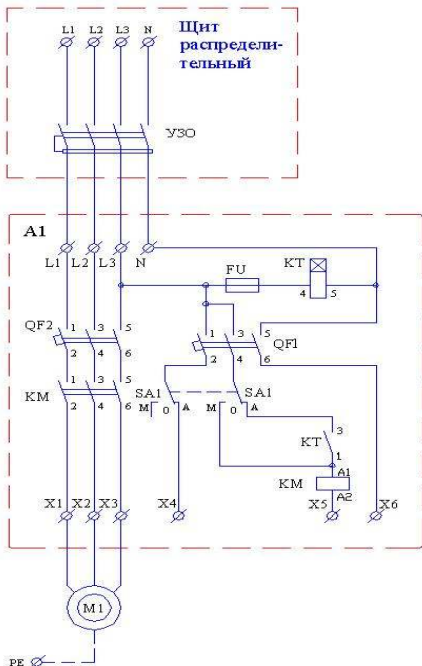 L1 L2 L3 N
Щит
распредели-
тельный
УЗО
A1
L1 L2 L3 N
FU
KT
4 5
QF2
1 3 5
2 4 6
1 3 5
2 4 6
QF1
KM
1 3 5
2 4 6
SA1
M 0 A
SA1
M 0 A
KT
3
1
KM
A1
A2
X1 X2 X3 X4 X5 X6
M1
PE